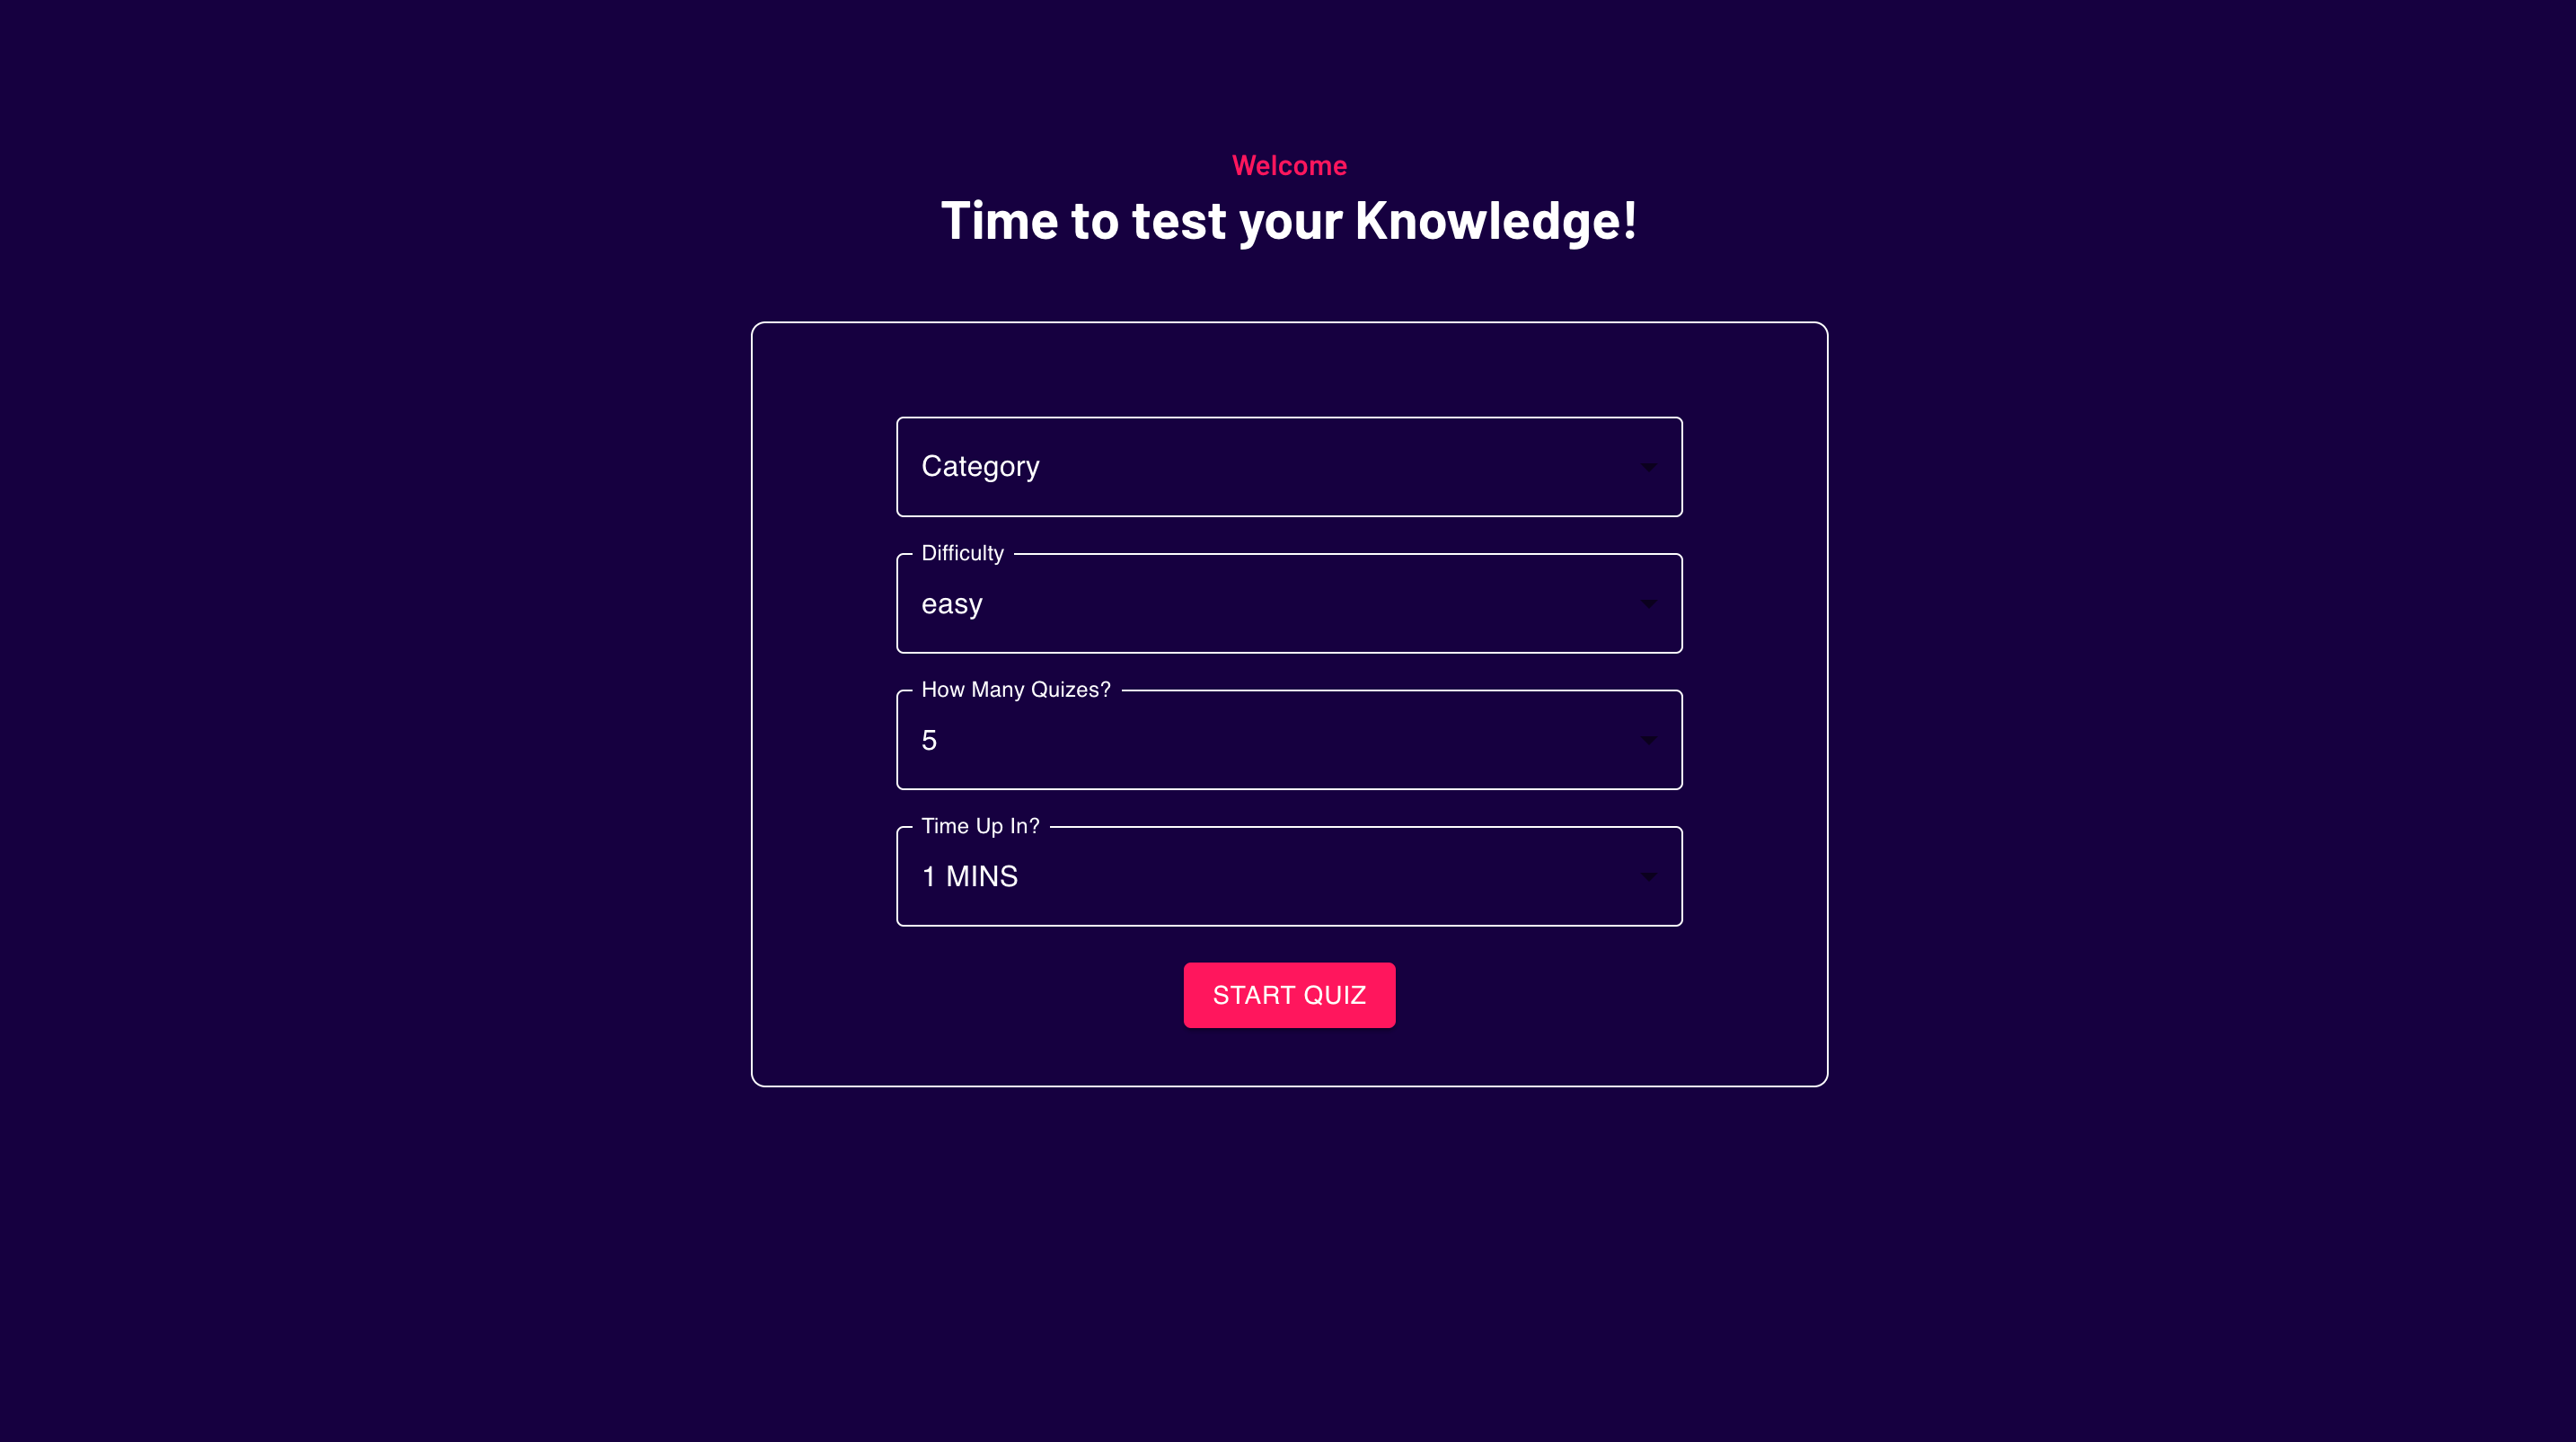 Welcome
Time to test your Knowledge!
Category
Difficulty
easy
How Many Quizes?
5
Time Up In?
1 MINS
START QUIZ